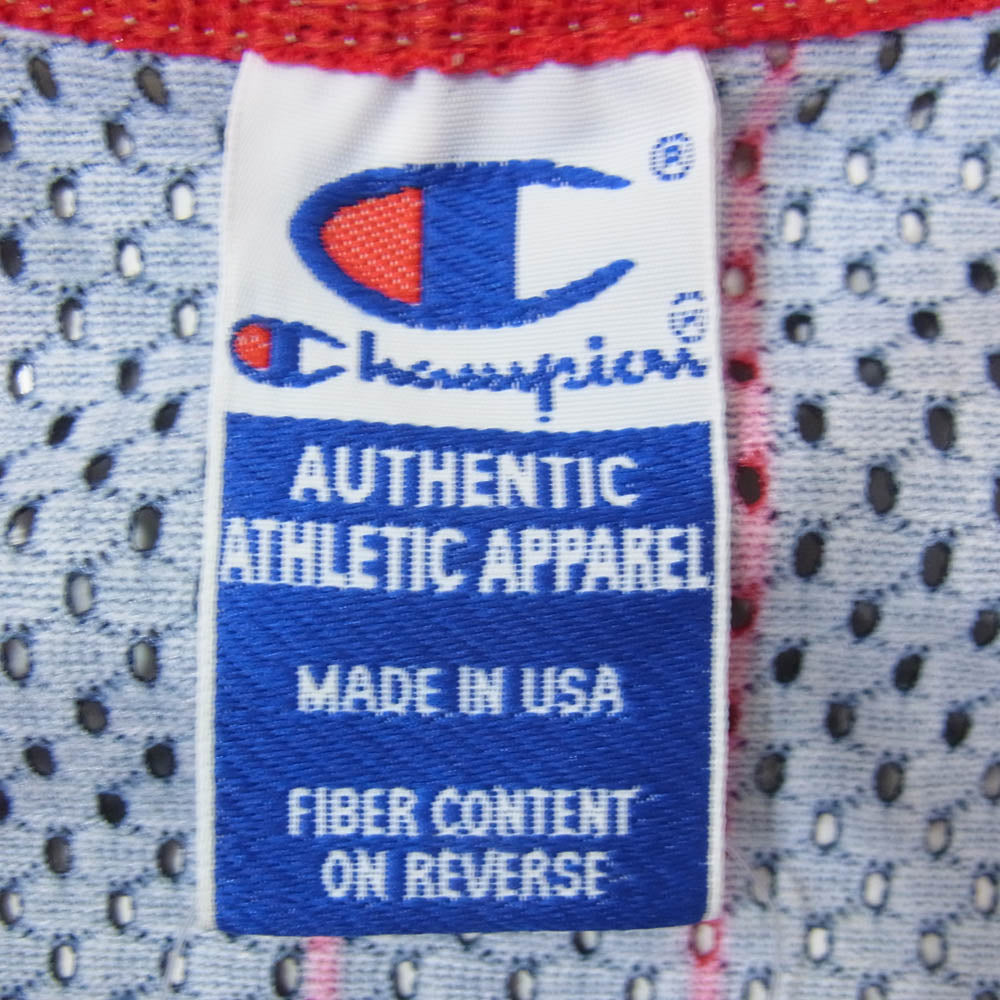 ®
Champion®
AUTHENTIC
ATHLETIC APPAREL
MADE IN USA
FIBER CONTENT
ON REVERSE